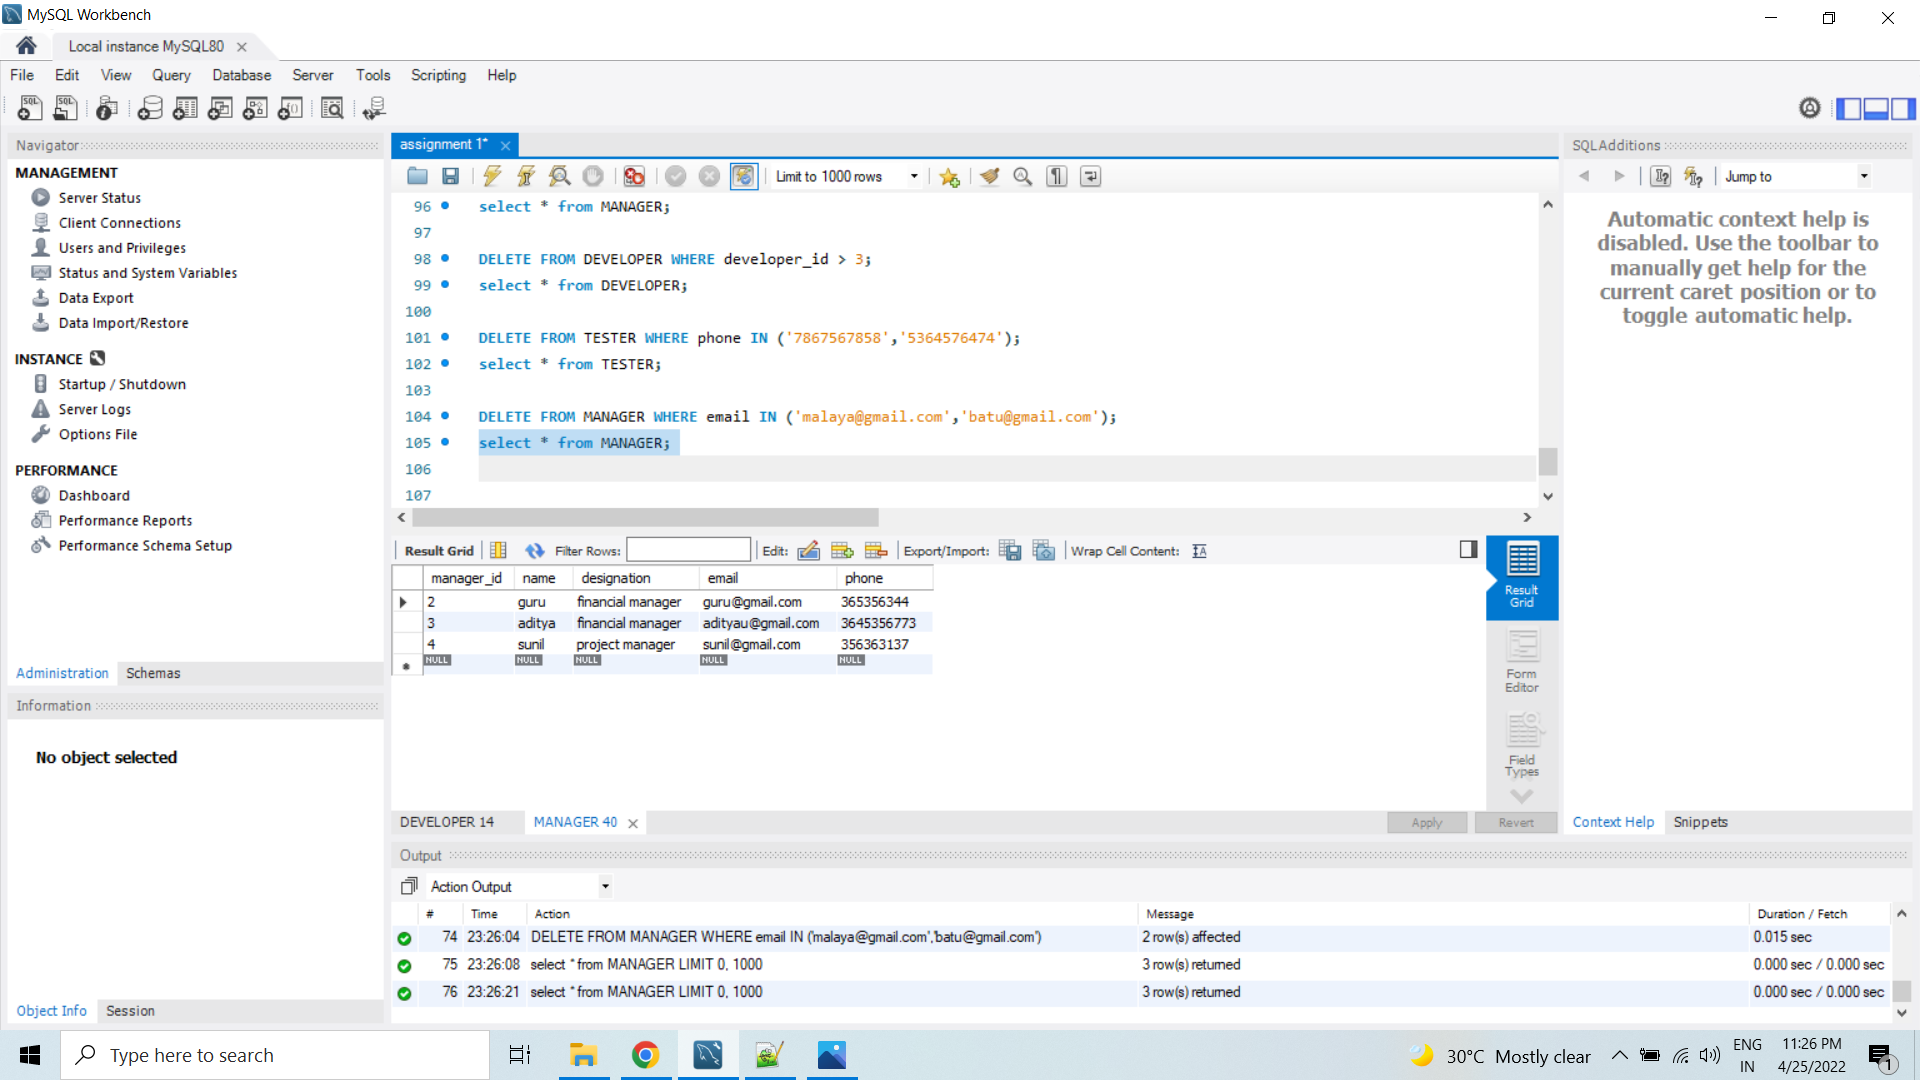 MySQL Workbench
Local instance MySQL80
File Edit View Query Database Server Tools Scripting Help
Navigator
MANAGEMENT
Server Status
Client Connections
Users and Privileges
Status and System Variables
Data Export
Data Import/Restore
INSTANCE
Startup / Shutdown
Server Logs
Options File
PERFORMANCE
Dashboard
Performance Reports
Performance Schema Setup
Administration Schemas
Information
No object selected
Object Info Session
assignment 1*
Limit to 1000 rows
96 select * from MANAGER;
97
98 DELETE FROM DEVELOPER WHERE developer_id > 3;
99 select * from DEVELOPER;
100
101 DELETE FROM TESTER WHERE phone IN ('7867567858','5364576474');
102 select * from TESTER;
103
104 DELETE FROM MANAGER WHERE email IN ('malaya@gmail.com','batu@gmail.com');
105 select * from MANAGER;
106
107
Result Grid Filter Rows: Edit: Export/Import: Wrap Cell Content:
manager_id name designation email phone
2 guru financial manager guru@gmail.com 365356344
3 aditya financial manager adityau@gmail.com 3645356773
4 sunil project manager sunil@gmail.com 356363137
NULL NULL NULL NULL NULL
Result
Grid
Form
Editor
Field
Types
DEVELOPER 14 MANAGER 40 Apply Revert
Output
Action Output
# Time Action Message Duration / Fetch
74 23:26:04 DELETE FROM MANAGER WHERE email IN ('malaya@gmail.com','batu@gmail.com') 2 row(s) affected 0.015 sec
75 23:26:08 select * from MANAGER LIMIT 0, 1000 3 row(s) returned 0.000 sec / 0.000 sec
76 23:26:21 select * from MANAGER LIMIT 0, 1000 3 row(s) returned 0.000 sec / 0.000 sec
SQLAdditions
Jump to
Automatic context help is
disabled. Use the toolbar to
manually get help for the
current caret position or to
toggle automatic help.
Context Help Snippets
Type here to search
30°C Mostly clear
ENG
IN
11:26 PM
4/25/2022
1